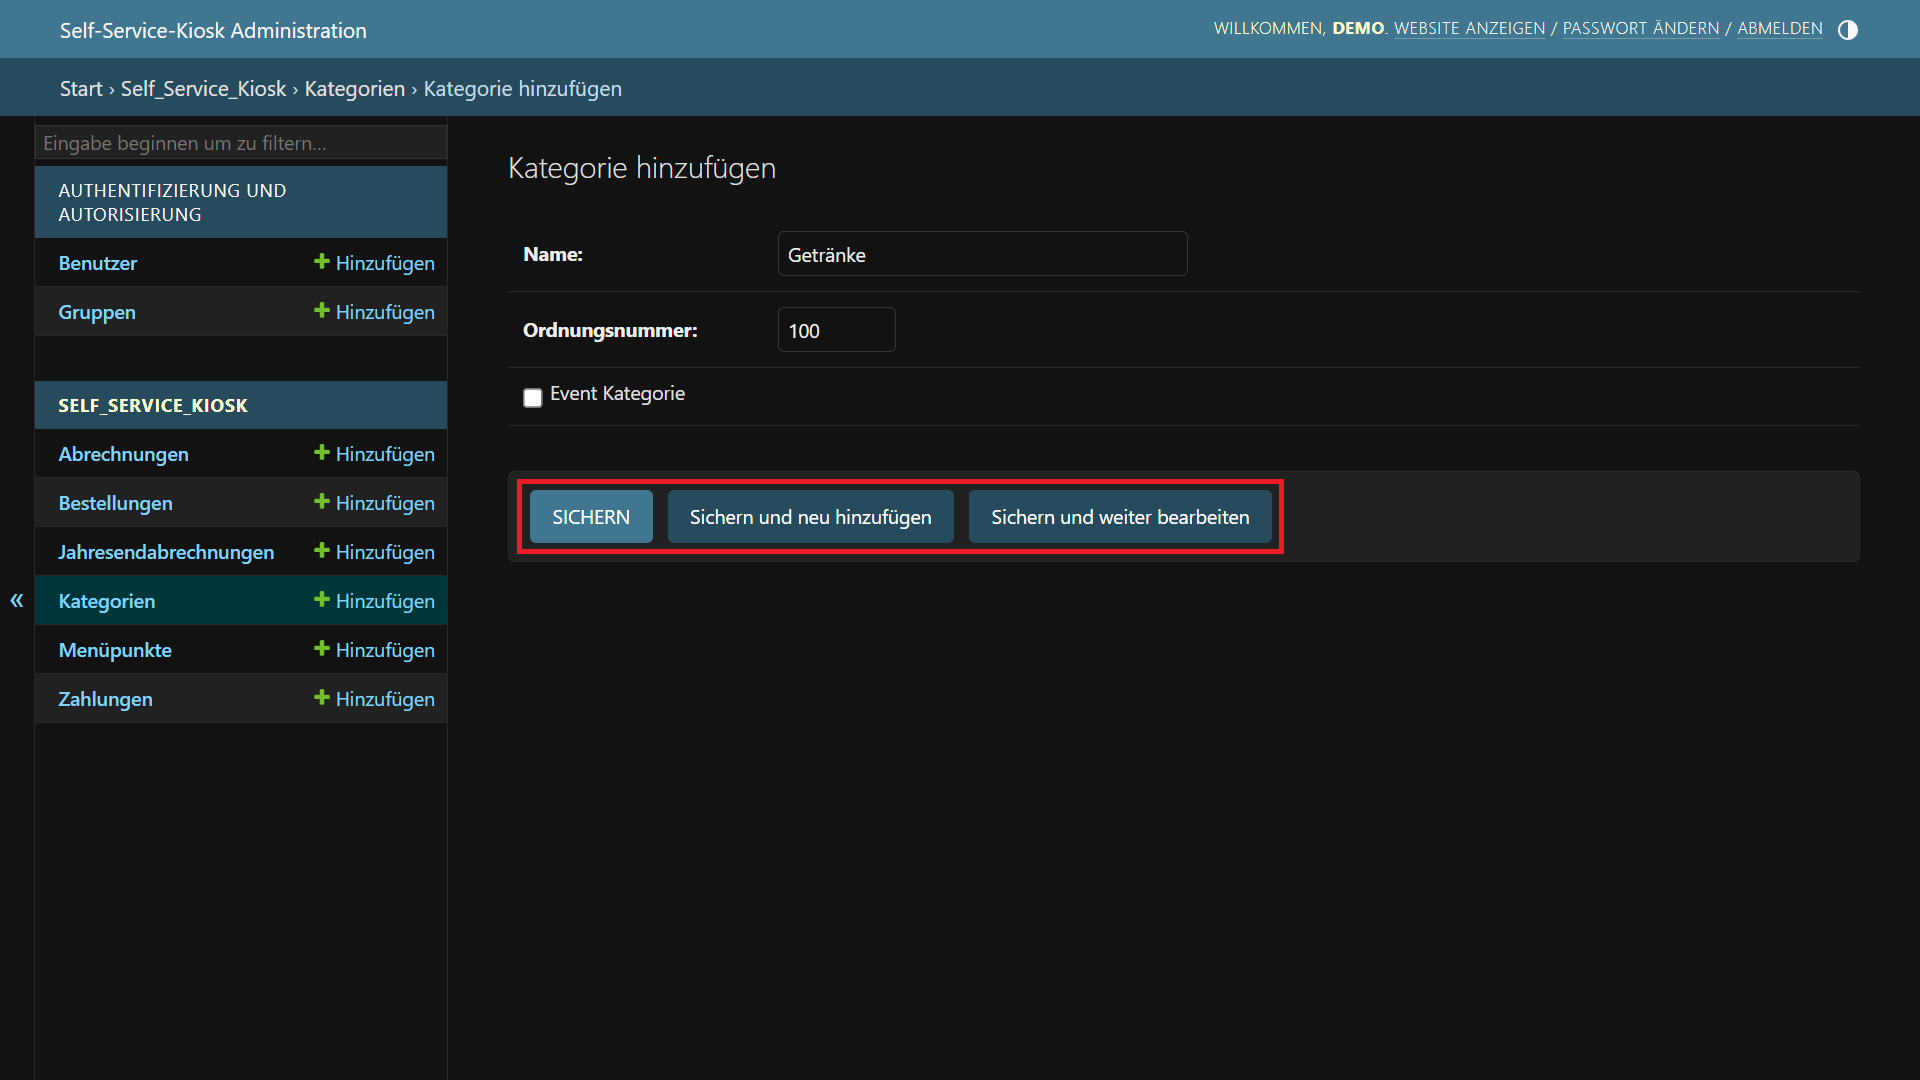 Self-Service-Kiosk Administration
WILLKOMMEN, DEMO. WEBSITE ANZEIGEN / PASSWORT ÄNDERN / ABMELDEN
Start › Self_Service_Kiosk › Kategorien › Kategorie hinzufügen
Eingabe beginnen um zu filtern...
AUTHENTIFIZIERUNG UND
AUTORISIERUNG
Benutzer Hinzufügen
Gruppen Hinzufügen
SELF_SERVICE_KIOSK
Abrechnungen Hinzufügen
Bestellungen Hinzufügen
Jahresendabrechnungen Hinzufügen
«
Kategorien Hinzufügen
Menüpunkte Hinzufügen
Zahlungen Hinzufügen
Kategorie hinzufügen
Name: Getränke
Ordnungsnummer: 100
Event Kategorie
SICHERN Sichern und neu hinzufügen Sichern und weiter bearbeiten